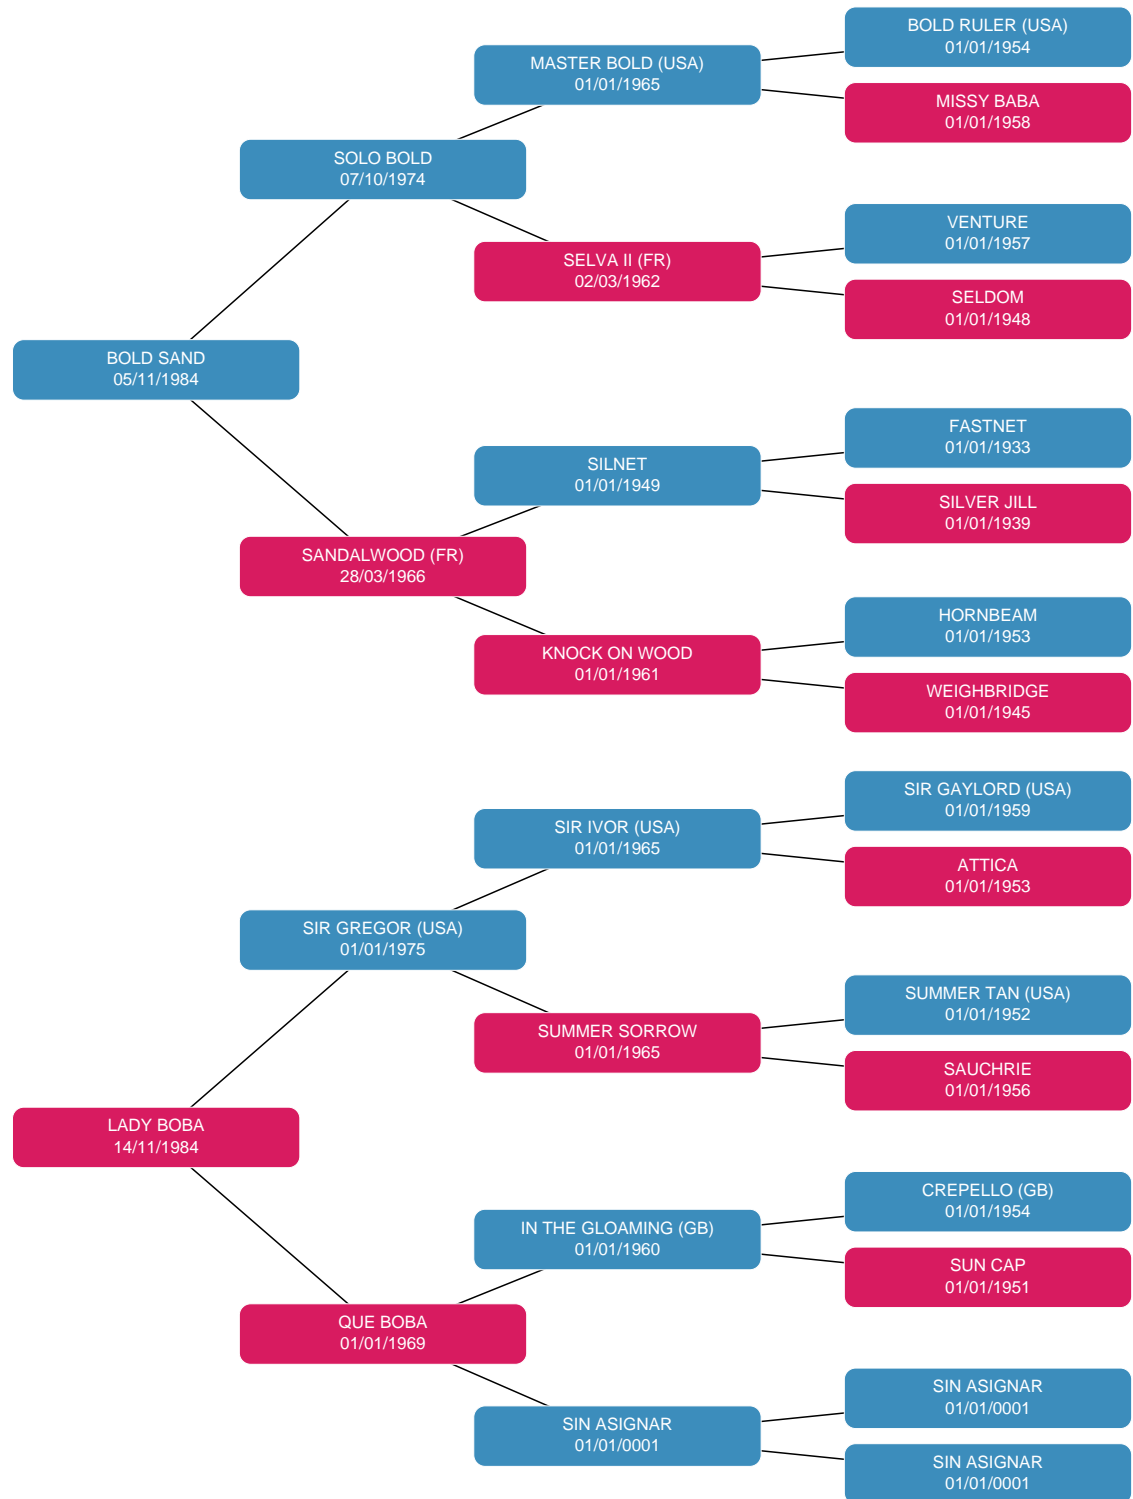 BOLD RULER (USA)
01/01/1954
MASTER BOLD (USA)
01/01/1965
MISSY BABA
01/01/1958
SOLO BOLD
07/10/1974
VENTURE
01/01/1957
SELVA II (FR)
02/03/1962
SELDOM
01/01/1948
BOLD SAND
05/11/1984
FASTNET
01/01/1933
SILNET
01/01/1949
SILVER JILL
01/01/1939
SANDALWOOD (FR)
28/03/1966
HORNBEAM
01/01/1953
KNOCK ON WOOD
01/01/1961
WEIGHBRIDGE
01/01/1945
SIR GAYLORD (USA)
01/01/1959
SIR IVOR (USA)
01/01/1965
ATTICA
01/01/1953
SIR GREGOR (USA)
01/01/1975
SUMMER TAN (USA)
01/01/1952
SUMMER SORROW
01/01/1965
SAUCHRIE
01/01/1956
LADY BOBA
14/11/1984
CREPELLO (GB)
01/01/1954
IN THE GLOAMING (GB)
01/01/1960
SUN CAP
01/01/1951
QUE BOBA
01/01/1969
SIN ASIGNAR
01/01/0001
SIN ASIGNAR
01/01/0001
SIN ASIGNAR
01/01/0001